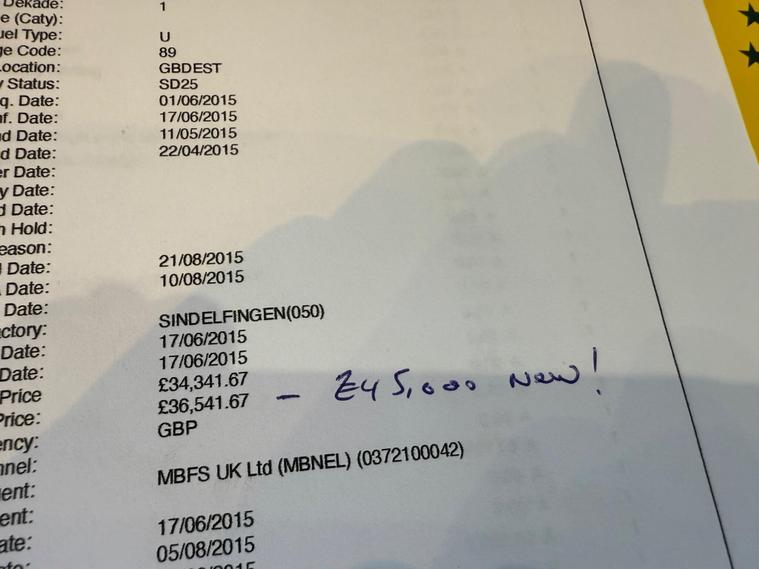 Dekade: 1
e (Caty):
uel Type: U
ge Code: 89
Location: GBDEST
y Status: SD25
q. Date: 01/06/2015
nf. Date: 17/06/2015
nd Date: 11/05/2015
d Date: 22/04/2015
er Date:
y Date:
d Date:
n Hold:
eason:
l Date: 21/08/2015
Date: 10/08/2015
Date:
ctory: SINDELFINGEN(050)
Date: 17/06/2015
Date: 17/06/2015
Price £34,341.67
Price: £36,541.67 – £45,000 New!
ency: GBP
nnel:
ent: MBFS UK Ltd (MBNEL) (0372100042)
ent:
ate: 17/06/2015
05/08/2015